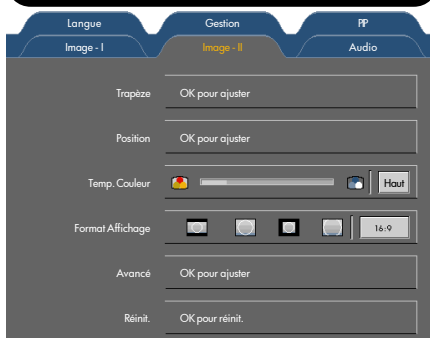 Langue Gestion PIP
Image - I Image - II Audio
Trapèze OK pour ajuster
Position OK pour ajuster
Temp. Couleur Haut
Format Affichage 16:9
Avancé OK pour ajuster
Réinit. OK pour réinit.